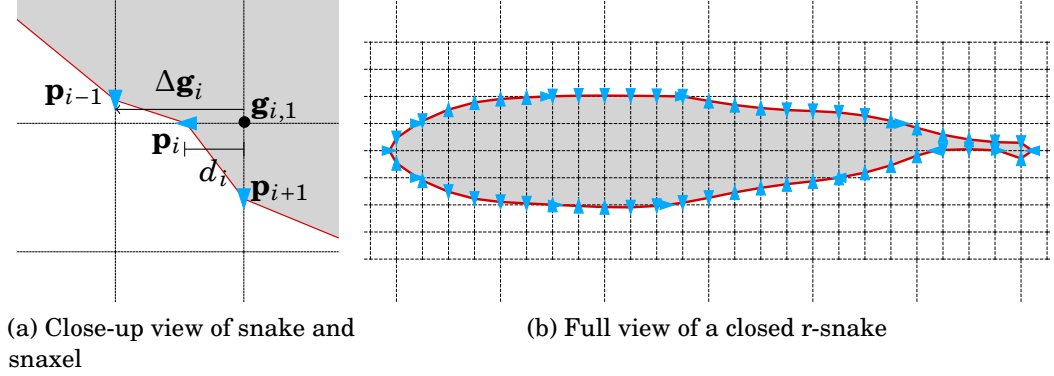 Δg_i
p_{i−1}
g_{i,1}
p_i
d_i
p_{i+1}
(a) Close-up view of snake and
snaxel
(b) Full view of a closed r-snake